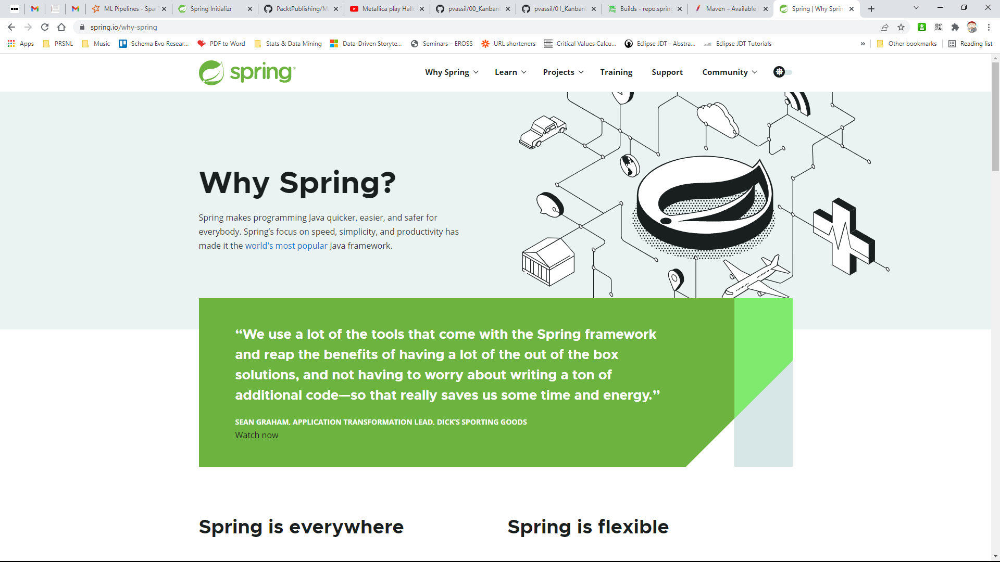 ML Pipelines - Spar
Spring Initializr
PacktPublishing/M
Metallica play Hallo
pvassil/00_Kanban
pvassil/01_Kanban
Builds - repo.spring
Maven – Available
Spring | Why Sprin
spring.io/why-spring
Apps
PRSNL
Music
Schema Evo Resear...
PDF to Word
Stats & Data Mining
Data-Driven Storyte...
Seminars – EROSS
URL shorteners
Critical Values Calcu...
Eclipse JDT - Abstra...
Eclipse JDT Tutorials
»
Other bookmarks
Reading list
spring
Why Spring
Learn
Projects
Training
Support
Community
Why Spring?
Spring makes programming Java quicker, easier, and safer for
everybody. Spring’s focus on speed, simplicity, and productivity has
made it the world's most popular Java framework.
“We use a lot of the tools that come with the Spring framework
and reap the benefits of having a lot of the out of the box
solutions, and not having to worry about writing a ton of
additional code—so that really saves us some time and energy.”
SEAN GRAHAM, APPLICATION TRANSFORMATION LEAD, DICK’S SPORTING GOODS
Watch now
Spring is everywhere
Spring is flexible